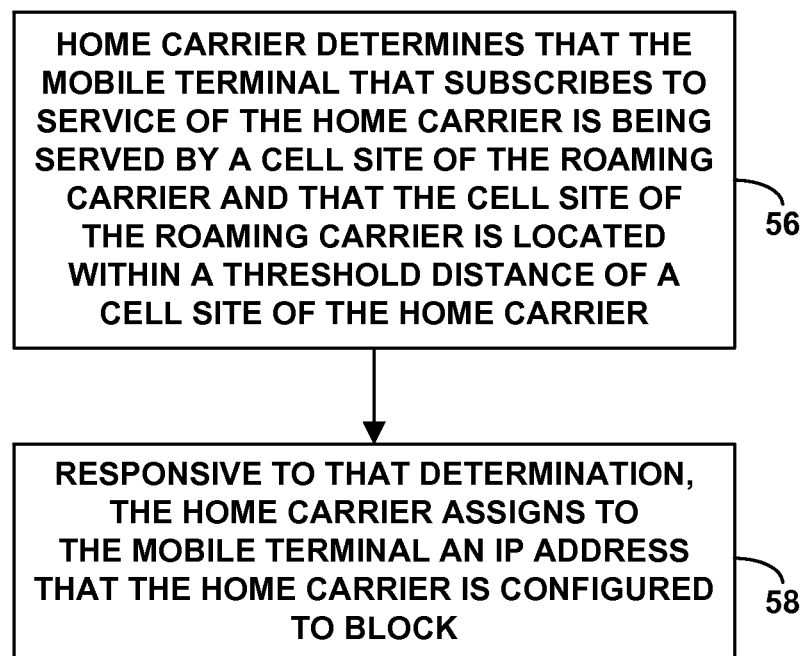 HOME CARRIER DETERMINES THAT THE
MOBILE TERMINAL THAT SUBSCRIBES TO
SERVICE OF THE HOME CARRIER IS BEING
SERVED BY A CELL SITE OF THE ROAMING
CARRIER AND THAT THE CELL SITE OF
THE ROAMING CARRIER IS LOCATED
WITHIN A THRESHOLD DISTANCE OF A
CELL SITE OF THE HOME CARRIER
56
RESPONSIVE TO THAT DETERMINATION,
THE HOME CARRIER ASSIGNS TO
THE MOBILE TERMINAL AN IP ADDRESS
THAT THE HOME CARRIER IS CONFIGURED
TO BLOCK
58